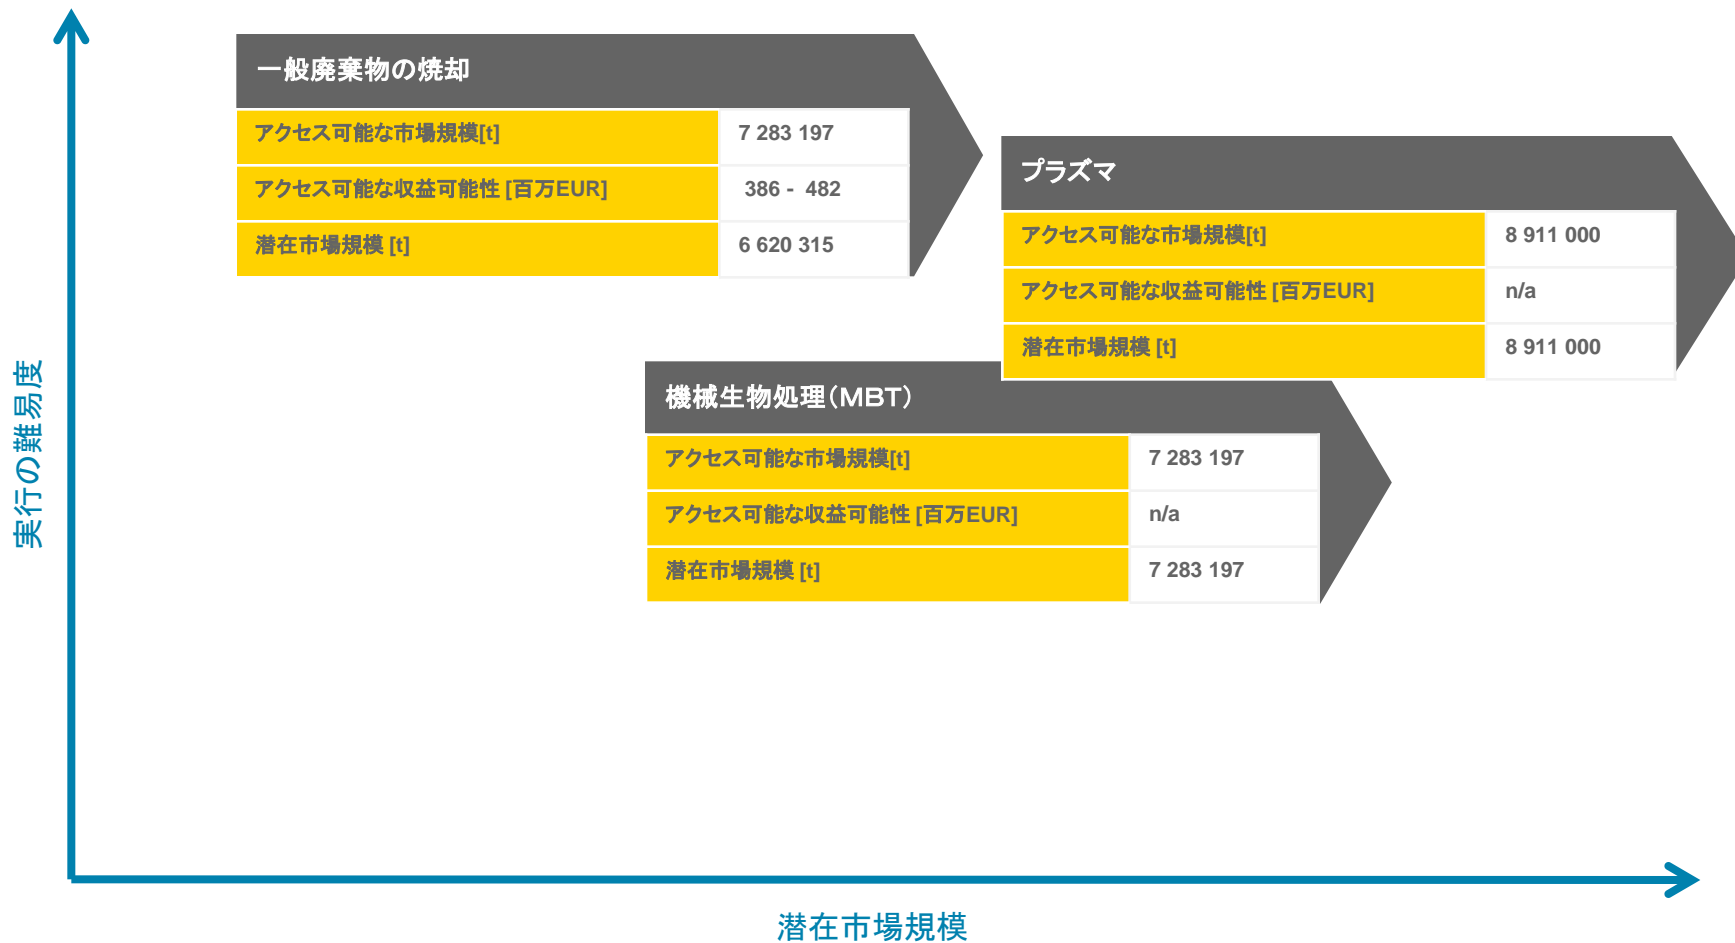 一般廃棄物の焼却
アクセス可能な市場規模[t] 7 283 197
アクセス可能な収益可能性 [百万EUR] 386 - 482
潜在市場規模 [t] 6 620 315
プラズマ
アクセス可能な市場規模[t] 8 911 000
アクセス可能な収益可能性 [百万EUR] n/a
潜在市場規模 [t] 8 911 000
機械生物処理（MBT）
アクセス可能な市場規模[t] 7 283 197
アクセス可能な収益可能性 [百万EUR] n/a
潜在市場規模 [t] 7 283 197
実行の難易度
潜在市場規模